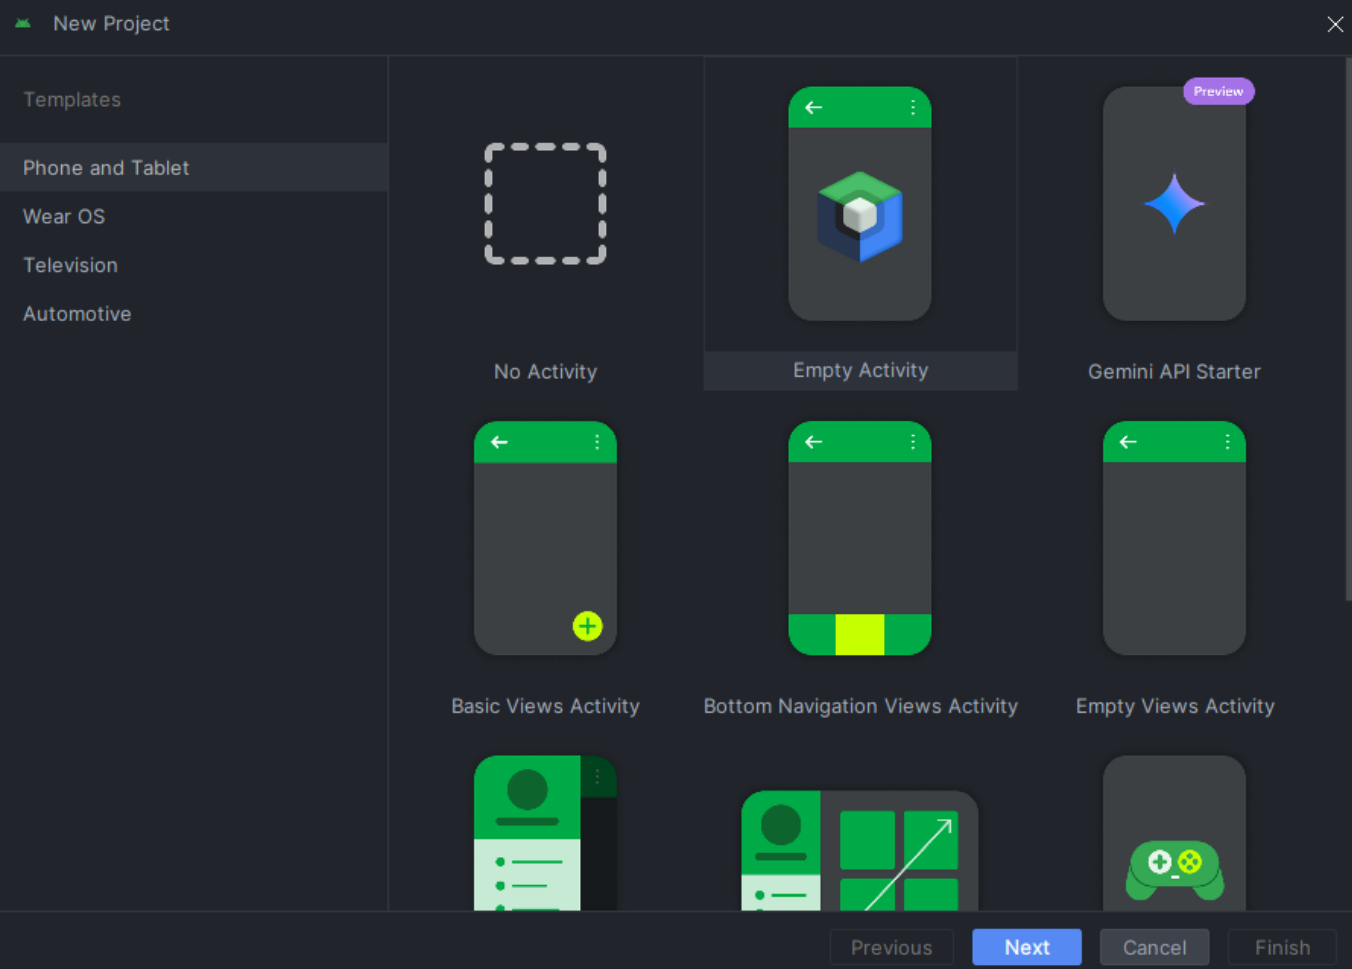 New Project
Templates
Phone and Tablet
Wear OS
Television
Automotive
Preview
No Activity
Empty Activity
Gemini API Starter
Basic Views Activity
Bottom Navigation Views Activity
Empty Views Activity
Previous
Next
Cancel
Finish